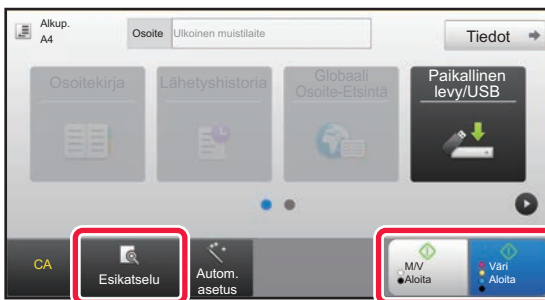 Alkup.
A4
Osoite Ulkoinen muistilaite
Tiedot
Osoitekirja
Lähetyshistoria
Globaali
Osoite-Etsintä
Paikallinen
levy/USB
CA
Esikatselu
Autom.
asetus
M/V
Aloita
Väri
Aloita